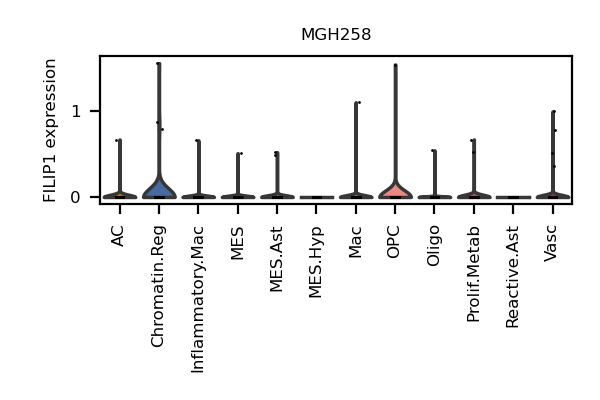 MGH258
FILIP1 expression
1
0
AC
Chromatin.Reg
Inflammatory.Mac
MES
MES.Ast
MES.Hyp
Mac
OPC
Oligo
Prolif.Metab
Reactive.Ast
Vasc